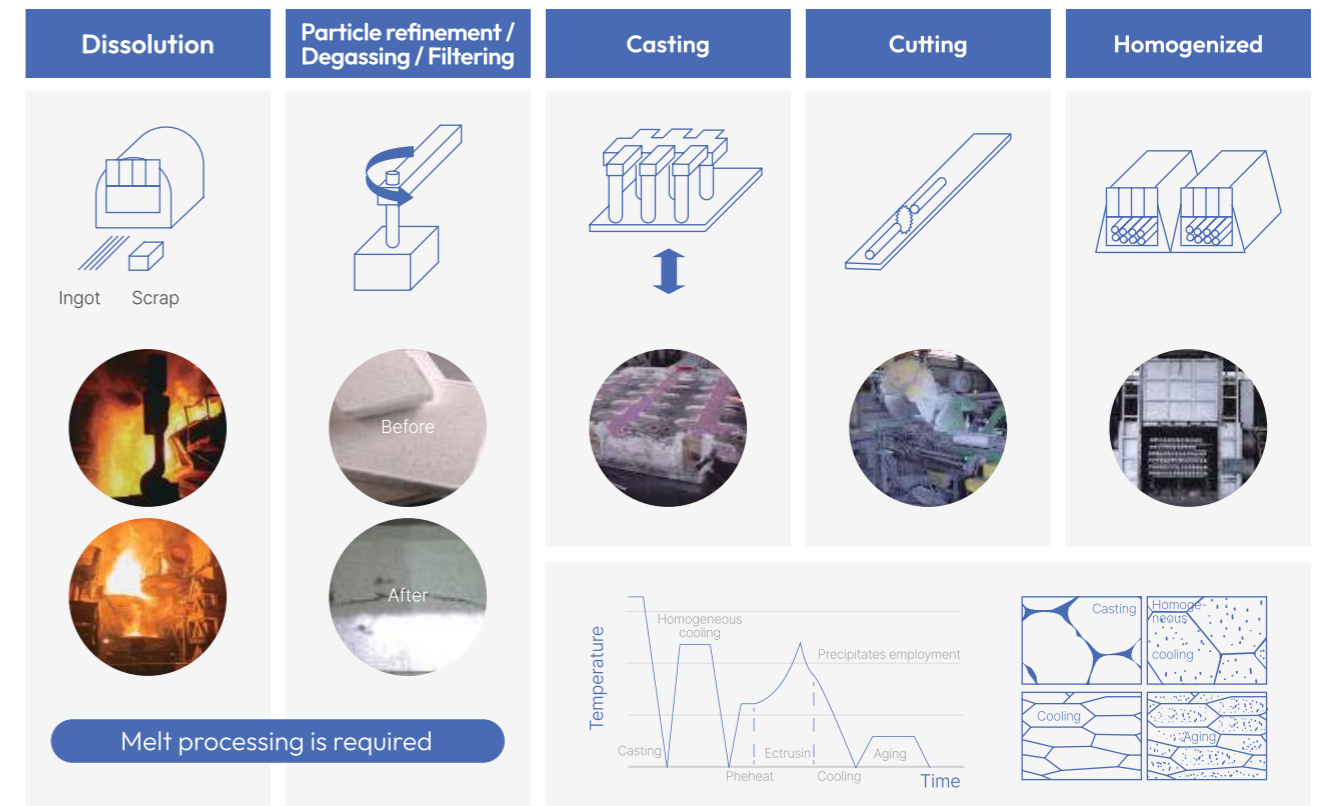 Dissolution
Particle refinement /
Degassing / Filtering
Casting
Cutting
Homogenized
Ingot
Scrap
Before
After
Melt processing is required
Temperature
Homogeneous
cooling
Precipitates employment
Casting
Ectrusin
Aging
Pheheat
Cooling
Time
Casting
Homoge-
neous
cooling
Cooling
Aging